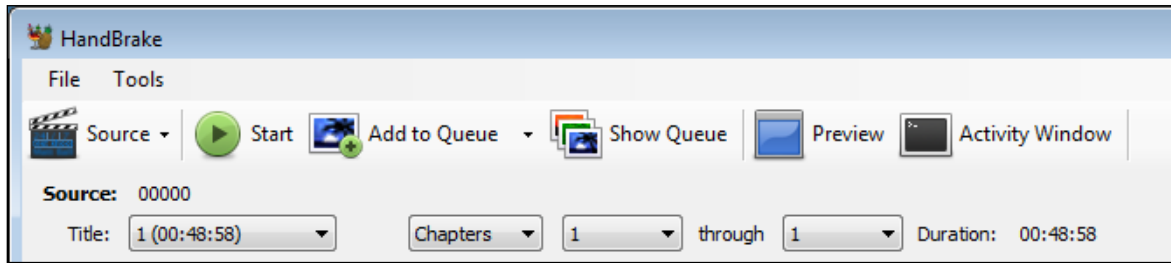 HandBrake
File Tools
Source Start Add to Queue Show Queue Preview Activity Window
Source: 00000
Title: 1 (00:48:58) Chapters 1 through 1 Duration: 00:48:58